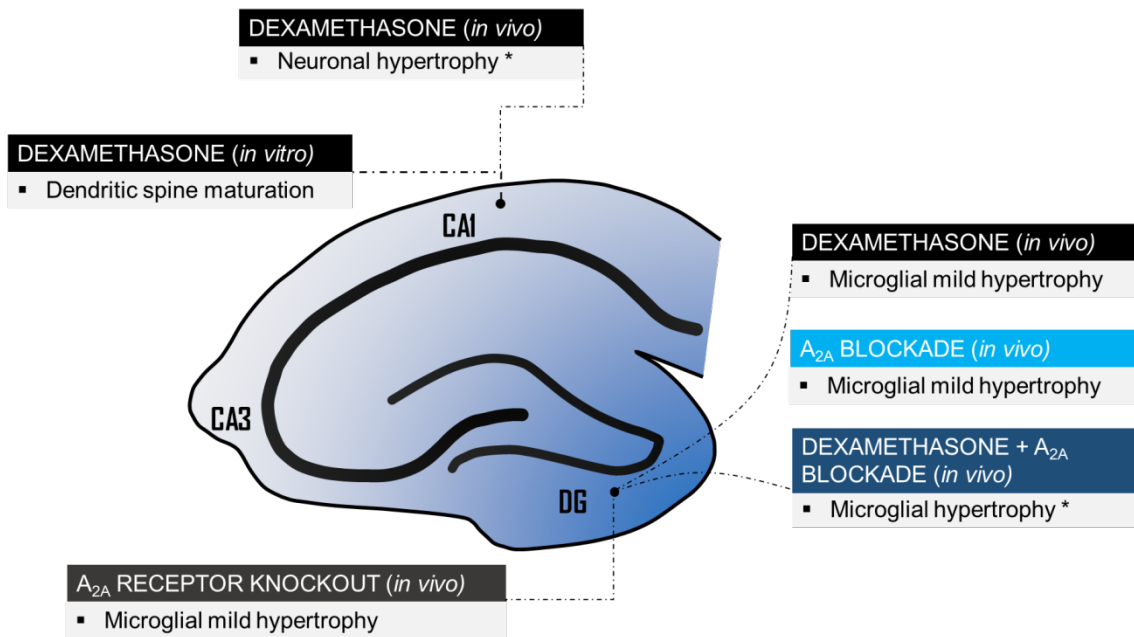 DEXAMETHASONE (in vivo)
▪ Neuronal hypertrophy *
DEXAMETHASONE (in vitro)
▪ Dendritic spine maturation
CA1
DEXAMETHASONE (in vivo)
▪ Microglial mild hypertrophy
A2A BLOCKADE (in vivo)
▪ Microglial mild hypertrophy
CA3
DEXAMETHASONE + A2A
BLOCKADE (in vivo)
▪ Microglial hypertrophy *
DG
A2A RECEPTOR KNOCKOUT (in vivo)
▪ Microglial mild hypertrophy